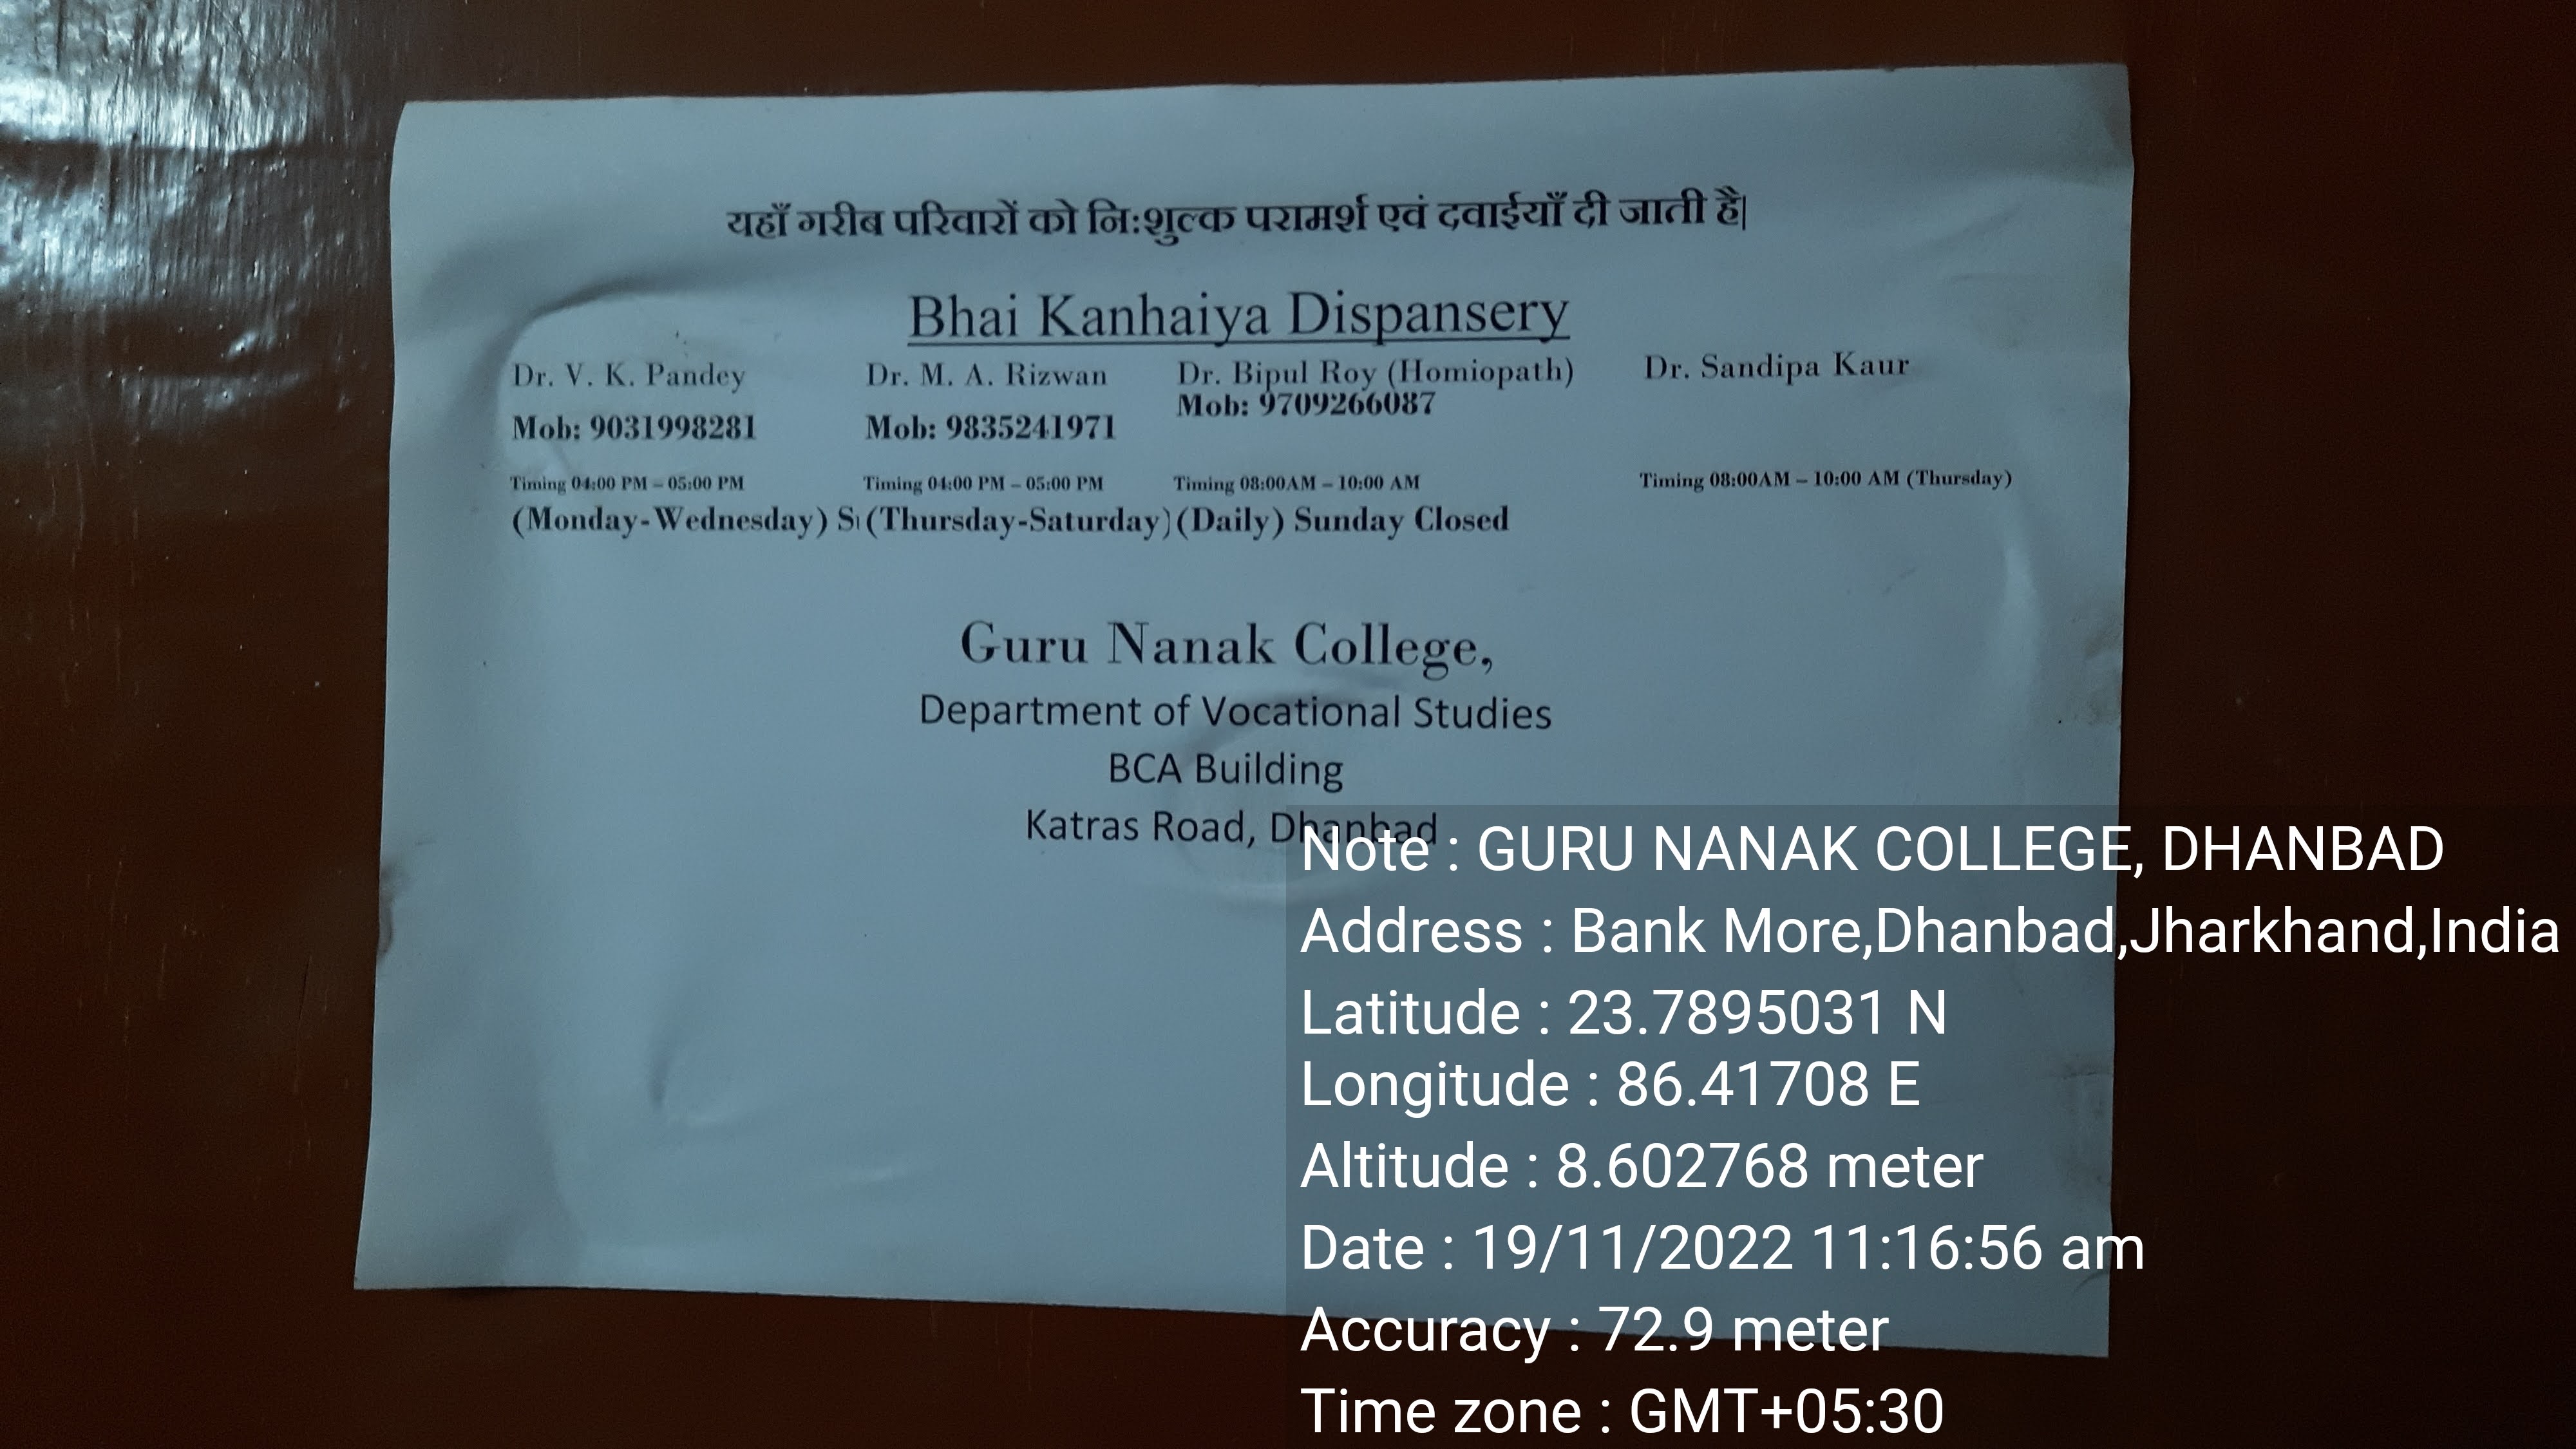 यहाँ गरीब परिवारों को नि:शुल्क परामर्श एवं दवाईयाँ दी जाती है|
Bhai Kanhaiya Dispansery
Dr. V. K. Pandey Dr. M. A. Rizwan Dr. Bipul Roy (Homiopath) Dr. Sandipa Kaur
Mob: 9031998281 Mob: 9835241971 Mob: 9709266087
Timing 04:00 PM – 05:00 PM Timing 04:00 PM – 05:00 PM Timing 08:00AM – 10:00 AM Timing 08:00AM – 10:00 AM (Thursday)
(Monday-Wednesday) (Thursday-Saturday) (Daily) Sunday Closed
Guru Nanak College,
Department of Vocational Studies
BCA Building
Katras Road, Dhanbad
Note : GURU NANAK COLLEGE, DHANBAD
Address : Bank More,Dhanbad,Jharkhand,India
Latitude : 23.7895031 N
Longitude : 86.41708 E
Altitude : 8.602768 meter
Date : 19/11/2022 11:16:56 am
Accuracy : 72.9 meter
Time zone : GMT+05:30